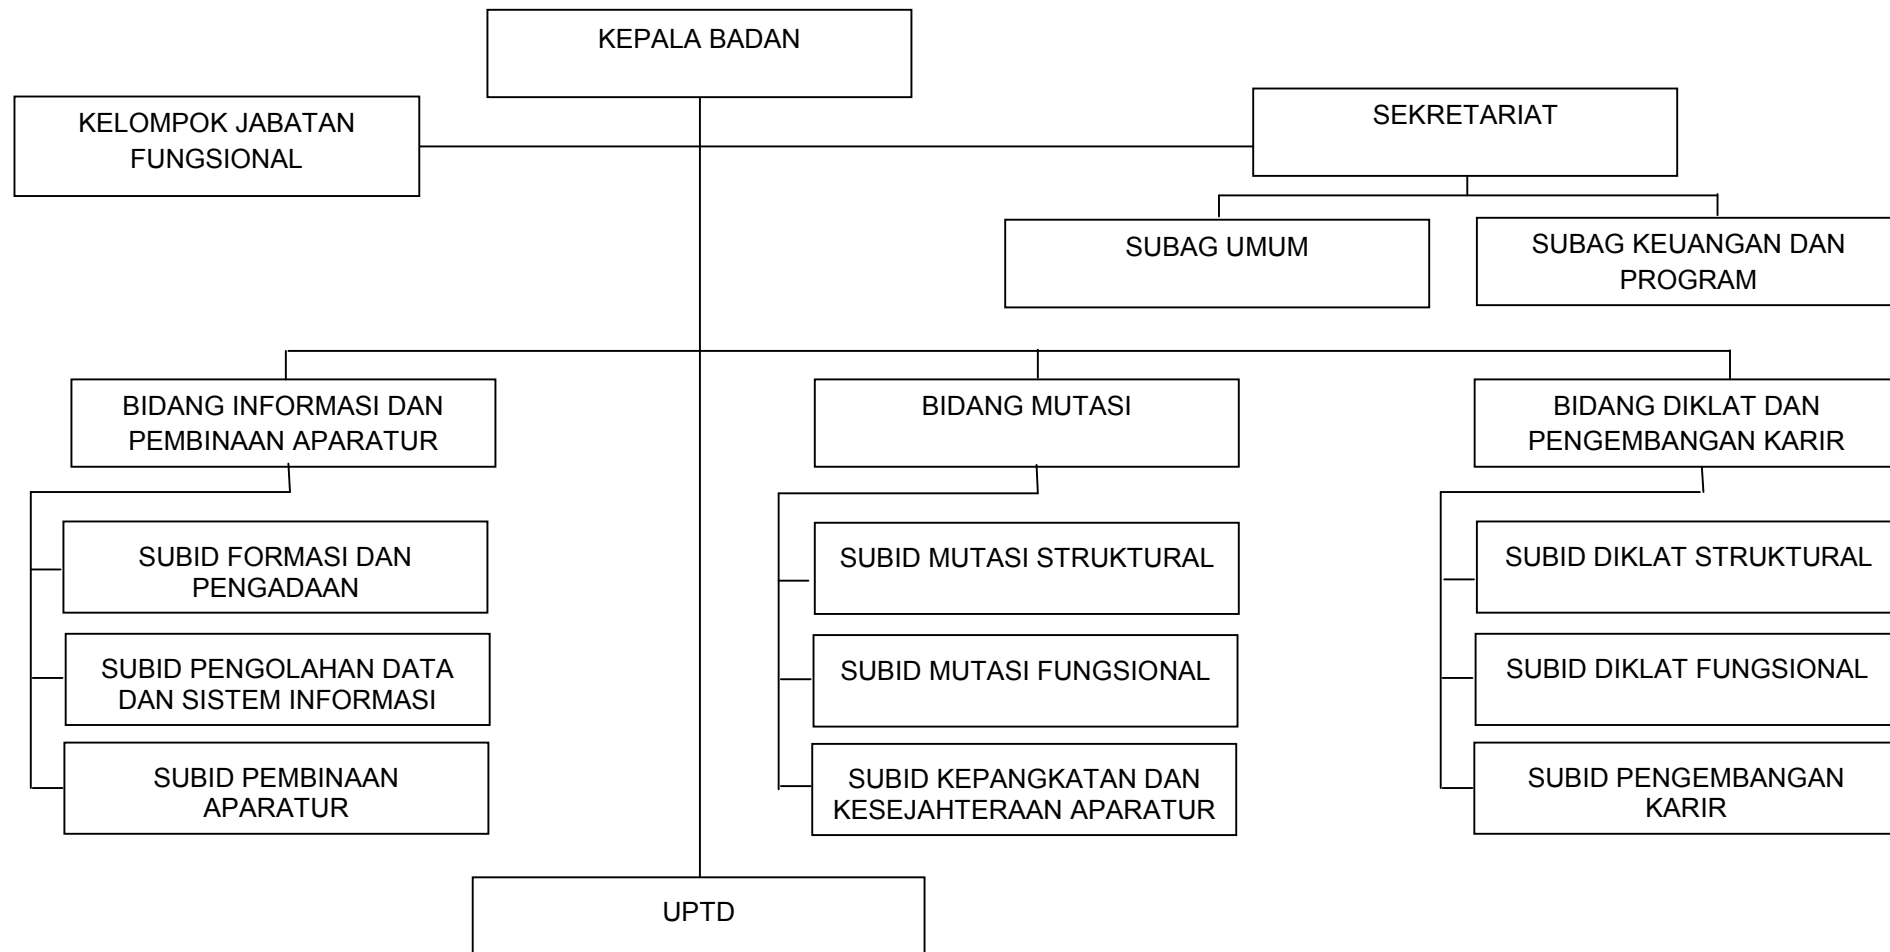 KEPALA BADAN
KELOMPOK JABATAN
FUNGSIONAL
SEKRETARIAT
SUBAG UMUM
SUBAG KEUANGAN DAN
PROGRAM
BIDANG INFORMASI DAN
PEMBINAAN APARATUR
BIDANG MUTASI
BIDANG DIKLAT DAN
PENGEMBANGAN KARIR
SUBID FORMASI DAN
PENGADAAN
SUBID MUTASI STRUKTURAL
SUBID DIKLAT STRUKTURAL
SUBID PENGOLAHAN DATA
DAN SISTEM INFORMASI
SUBID MUTASI FUNGSIONAL
SUBID DIKLAT FUNGSIONAL
SUBID PEMBINAAN
APARATUR
SUBID KEPANGKATAN DAN
KESEJAHTERAAN APARATUR
SUBID PENGEMBANGAN
KARIR
UPTD